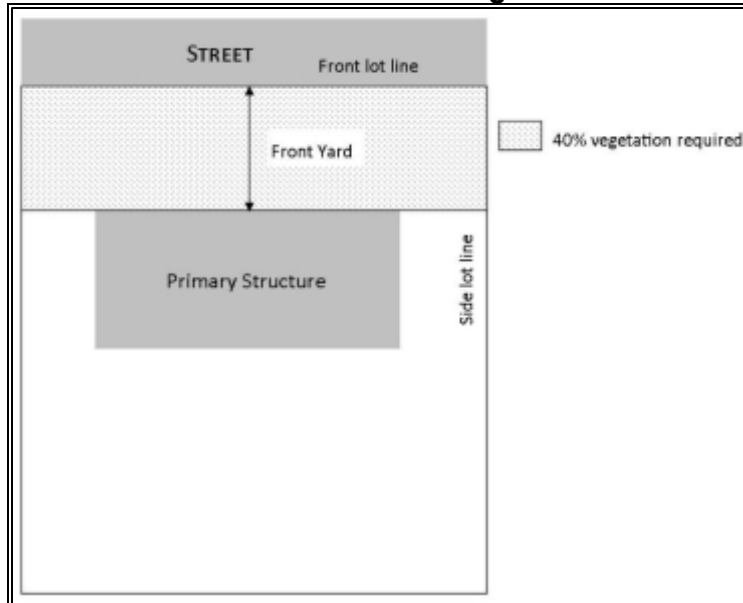 STREET
Front lot line
Front Yard
40% vegetation required
Primary Structure
Side lot line